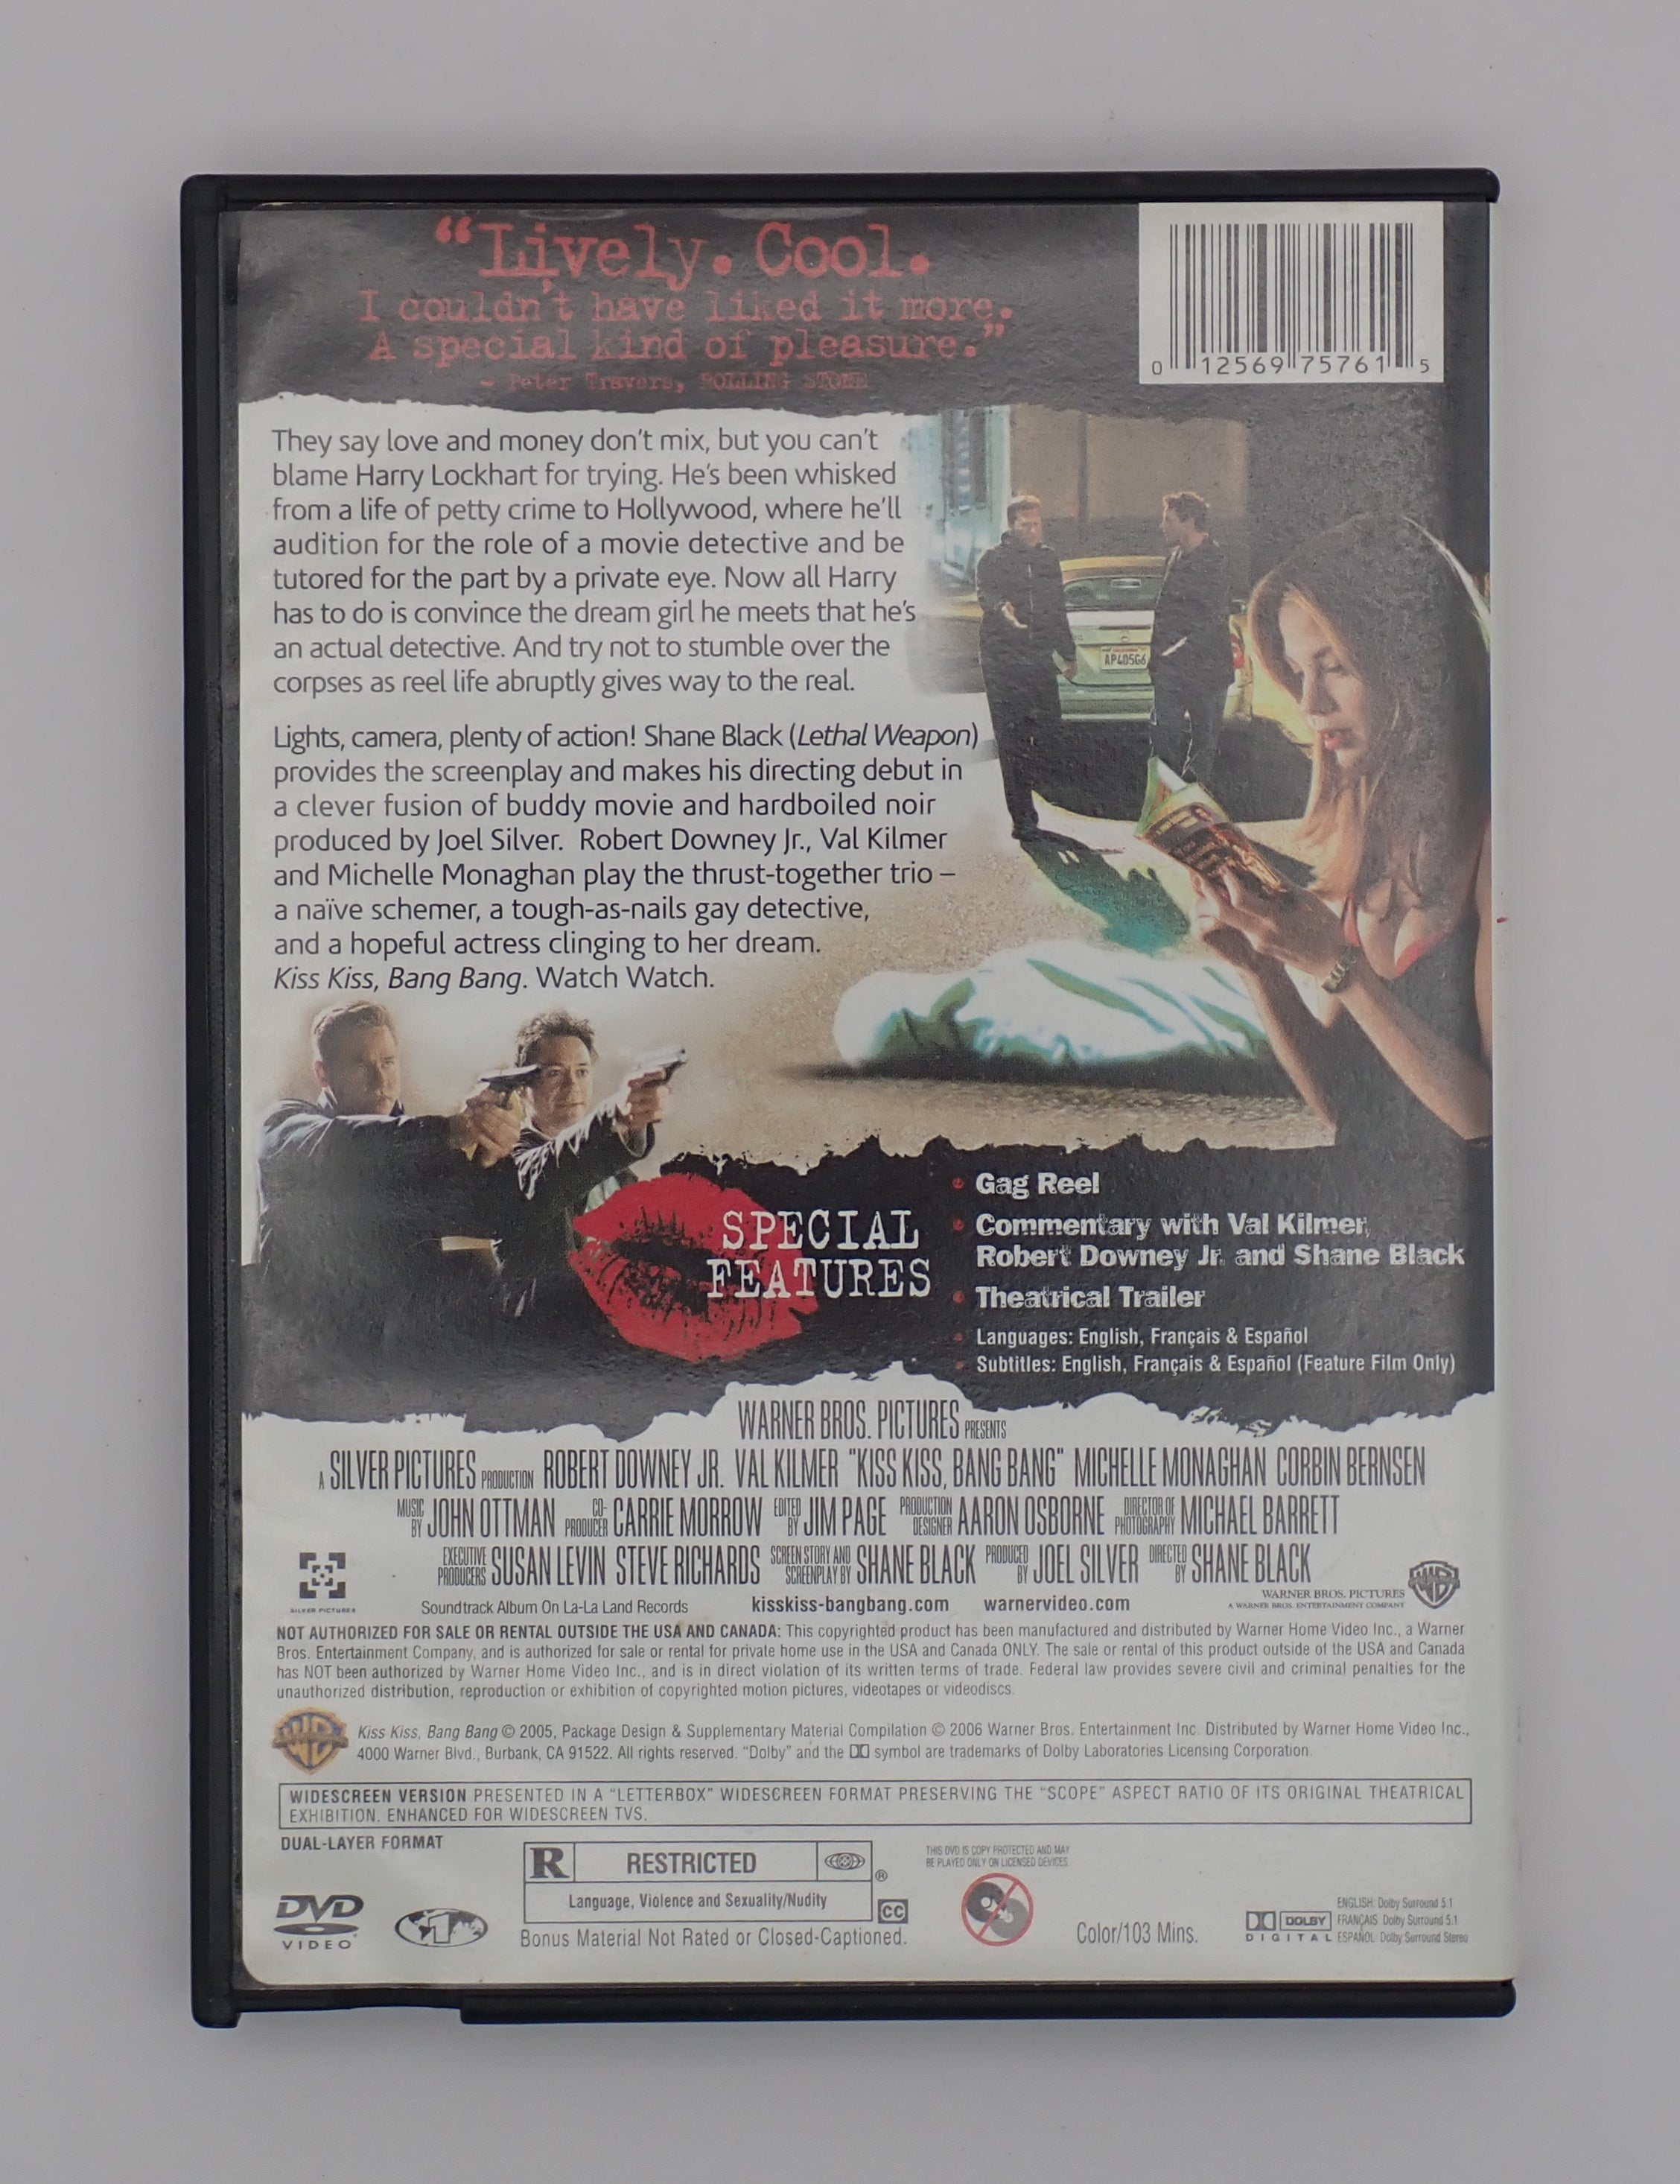 “Lively. Cool.
I couldn't have liked it more.
A special kind of pleasure.”
– Peter Travers, ROLLING STONE
0 12569 75761 5
They say love and money don't mix, but you can't
blame Harry Lockhart for trying. He's been whisked
from a life of petty crime to Hollywood, where he'll
audition for the role of a movie detective and be
tutored for the part by a private eye. Now all Harry
has to do is convince the dream girl he meets that he's
an actual detective. And try not to stumble over the
corpses as reel life abruptly gives way to the real.
AP40566
Lights, camera, plenty of action! Shane Black (Lethal Weapon)
provides the screenplay and makes his directing debut in
a clever fusion of buddy movie and hardboiled noir
produced by Joel Silver. Robert Downey Jr., Val Kilmer
and Michelle Monaghan play the thrust-together trio –
a naïve schemer, a tough-as-nails gay detective,
and a hopeful actress clinging to her dream.
Kiss Kiss, Bang Bang. Watch Watch.
SPECIAL
FEATURES
• Gag Reel
• Commentary with Val Kilmer,
Robert Downey Jr. and Shane Black
• Theatrical Trailer
• Languages: English, Français & Español
• Subtitles: English, Français & Español (Feature Film Only)
WARNER BROS. PICTURES PRESENTS
A SILVER PICTURES PRODUCTION ROBERT DOWNEY JR. VAL KILMER "KISS KISS, BANG BANG" MICHELLE MONAGHAN CORBIN BERNSEN
MUSIC BY JOHN OTTMAN CO-PRODUCER CARRIE MORROW EDITED BY JIM PAGE PRODUCTION DESIGNER AARON OSBORNE DIRECTOR OF PHOTOGRAPHY MICHAEL BARRETT
EXECUTIVE PRODUCERS SUSAN LEVIN STEVE RICHARDS SCREEN STORY AND SCREENPLAY BY SHANE BLACK PRODUCED BY JOEL SILVER DIRECTED BY SHANE BLACK
SILVER PICTURES
Soundtrack Album On La-La Land Records kisskiss-bangbang.com warnervideo.com
WARNER BROS. PICTURES
A WARNER BROS. ENTERTAINMENT COMPANY
WB
NOT AUTHORIZED FOR SALE OR RENTAL OUTSIDE THE USA AND CANADA: This copyrighted product has been manufactured and distributed by Warner Home Video Inc., a Warner
Bros. Entertainment Company, and is authorized for sale or rental for private home use in the USA and Canada ONLY. The sale or rental of this product outside of the USA and Canada
has NOT been authorized by Warner Home Video Inc., and is in direct violation of its written terms of trade. Federal law provides severe civil and criminal penalties for the
unauthorized distribution, reproduction or exhibition of copyrighted motion pictures, videotapes or videodiscs.
WB
Kiss Kiss, Bang Bang © 2005, Package Design & Supplementary Material Compilation © 2006 Warner Bros. Entertainment Inc. Distributed by Warner Home Video Inc.,
4000 Warner Blvd., Burbank, CA 91522. All rights reserved. “Dolby” and the DD symbol are trademarks of Dolby Laboratories Licensing Corporation.
WIDESCREEN VERSION PRESENTED IN A “LETTERBOX” WIDESCREEN FORMAT PRESERVING THE “SCOPE” ASPECT RATIO OF ITS ORIGINAL THEATRICAL
EXHIBITION. ENHANCED FOR WIDESCREEN TVS.
DUAL-LAYER FORMAT
DVD
VIDEO
1
R RESTRICTED ®
Language, Violence and Sexuality/Nudity
CC
Bonus Material Not Rated or Closed-Captioned.
THIS DVD IS COPY PROTECTED AND MAY
BE PLAYED ONLY ON LICENSED DEVICES
Color/103 Mins.
DOLBY
DIGITAL
ENGLISH: Dolby Surround 5.1
FRANÇAIS: Dolby Surround 5.1
ESPAÑOL: Dolby Surround Stereo